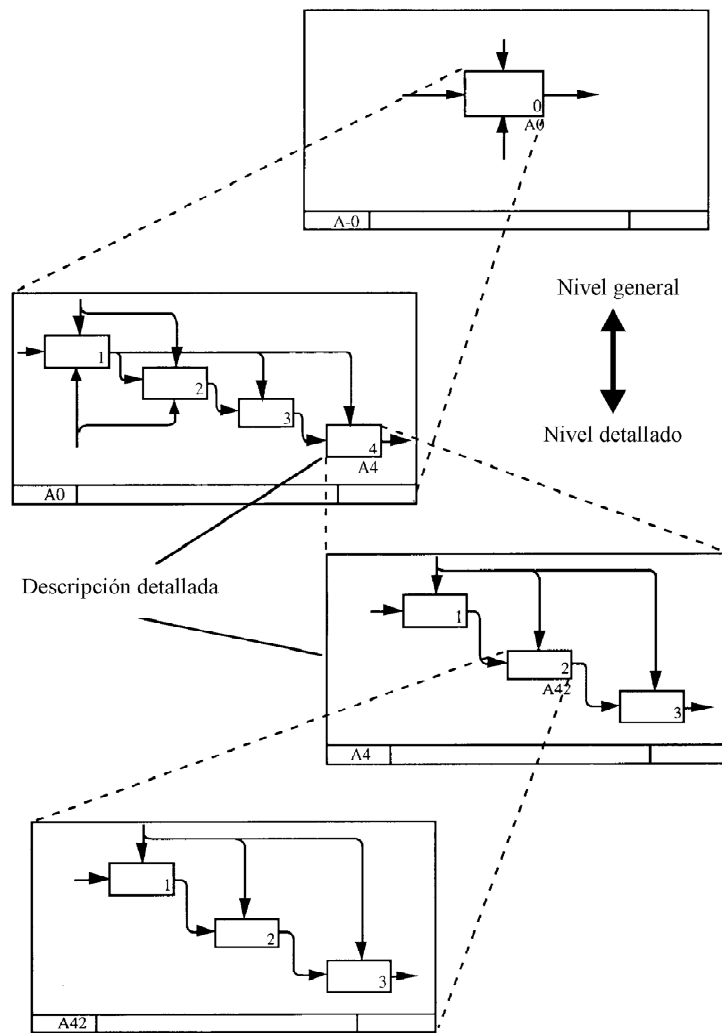 0
A0
A-0
Nivel general
Nivel detallado
1
2
3
4
A4
A0
Descripción detallada
1
2
A42
3
A4
1
2
3
A42